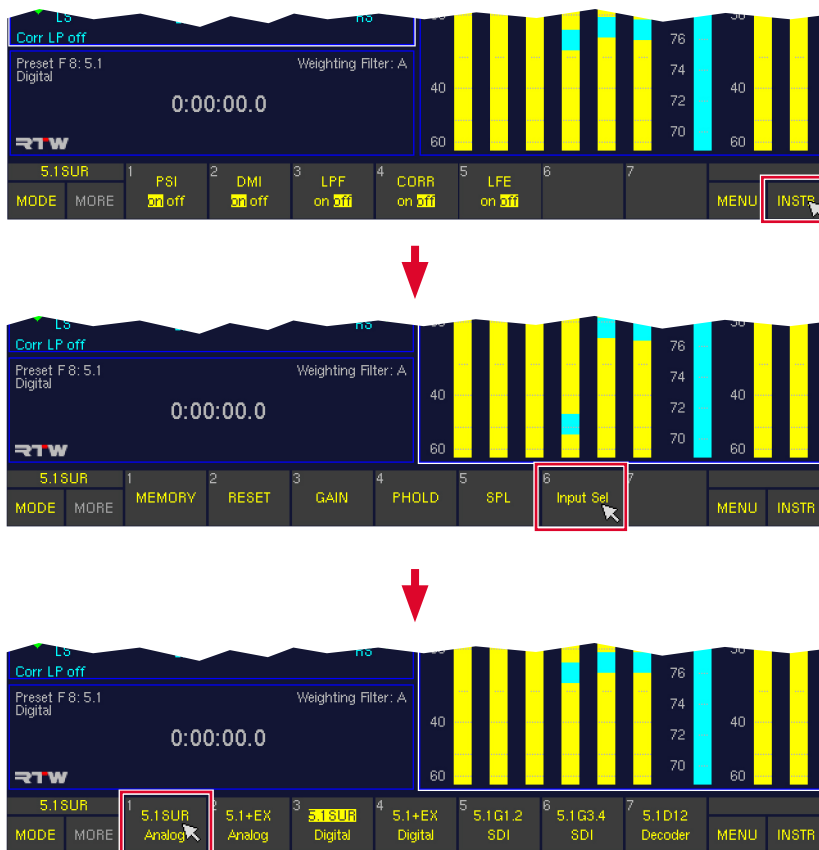 Corr LP off
Preset F 8: 5.1
Digital
Weighting Filter: A
0:00:00.0
RTW
40
60
76
74
72
70
40
60
5.1SUR
MODE MORE
1 PSI
on off
2 DMI
on off
3 LPF
on off
4 CORR
on off
5 LFE
on off
6
7
MENU INSTR
Corr LP off
Preset F 8: 5.1
Digital
Weighting Filter: A
0:00:00.0
RTW
40
60
76
74
72
70
40
60
5.1SUR
MODE MORE
1 MEMORY
2 RESET
3 GAIN
4 PHOLD
5 SPL
6 Input Sel
7
MENU INSTR
Corr LP off
Preset F 8: 5.1
Digital
Weighting Filter: A
0:00:00.0
RTW
40
60
76
74
72
70
40
60
5.1SUR
MODE MORE
1 5.1SUR
Analog
2 5.1+EX
Analog
3 5.1SUR
Digital
4 5.1+EX
Digital
5 5.1G1.2
SDI
6 5.1G3.4
SDI
7 5.1D12
Decoder
MENU INSTR